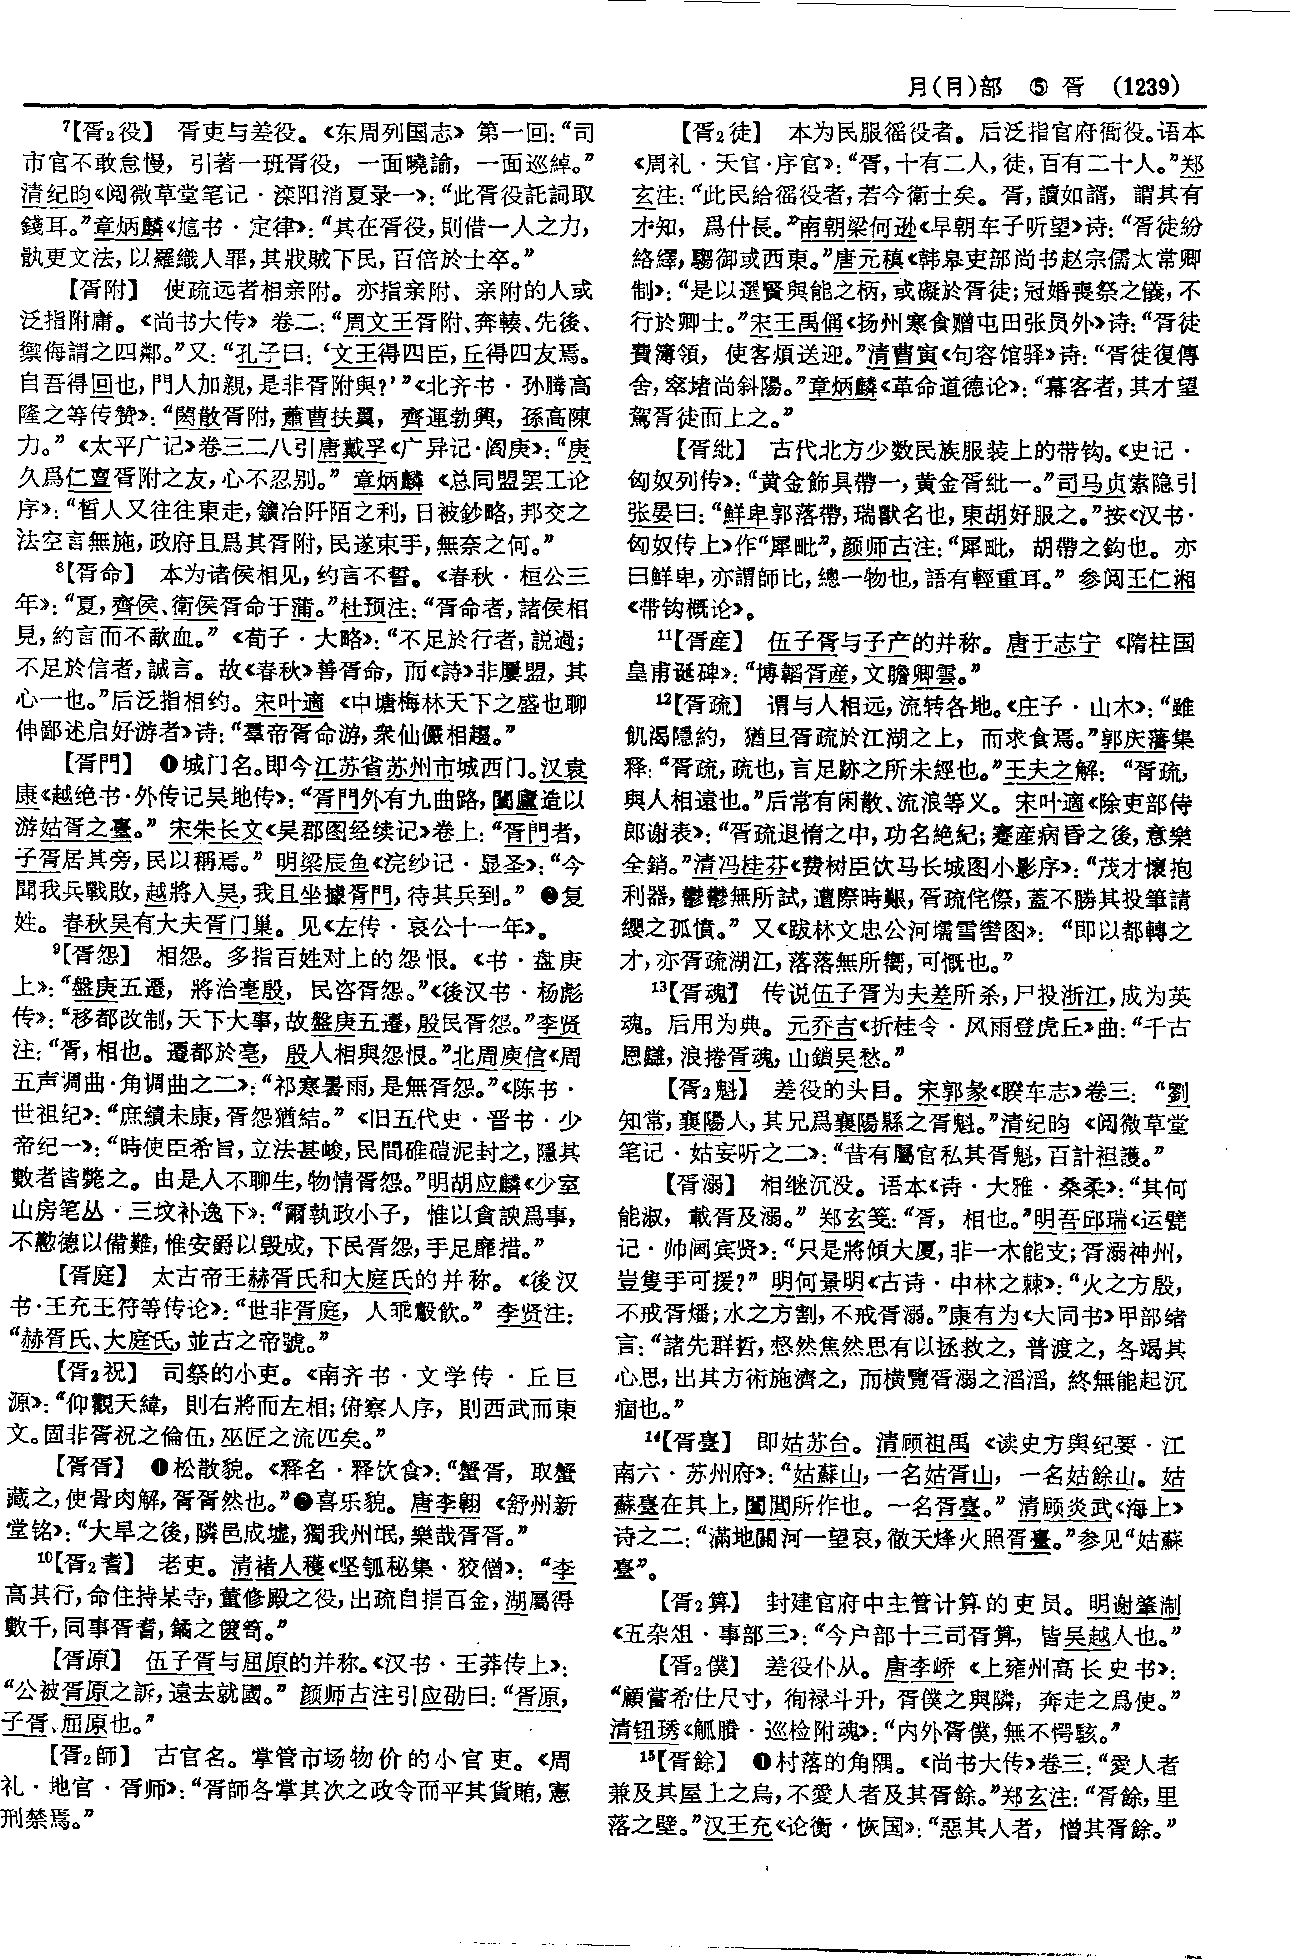 月(月)部 ⑤ 胥 (1239)
7【胥2役】 胥吏与差役。《东周列国志》 第一回：“司
市官不敢怠慢，引著一班胥役，一面曉諭，一面巡綽。”
清纪昀《阅微草堂笔记·滦阳消夏录一》：“此胥役託詞取
錢耳。”章炳麟《訄书·定律》：“其在胥役，則借一人之力，
骫更文法，以羅織人罪，其戕賊下民，百倍於士卒。”
【胥附】 使疏远者相亲附。亦指亲附、亲附的人或
泛指附庸。《尚书大传》 卷二：“周文王胥附、奔輳、先後、
禦侮謂之四鄰。”又：“孔子曰：‘文王得四臣，丘得四友焉。
自吾得回也，門人加親，是非胥附與？’”《北齐书·孙腾高
隆之等传赞》：“閎散胥附，蕭曹扶翼，齊運勃興，孫高陳
力。”《太平广记》卷三二八引唐戴孚《广异记·阎庚》：“庚
久爲仁亶胥附之友，心不忍别。” 章炳麟 《总同盟罢工论
序》：“晳人又往往東走，鑛冶阡陌之利，日被鈔略，邦交之
法空言無施，政府且爲其胥附，民遂束手，無奈之何。”
8【胥命】 本为诸侯相见，约言不誓。《春秋·桓公三
年》：“夏，齊侯、衛侯胥命于蒲。”杜预注：“胥命者，諸侯相
見，約言而不歃血。” 《荀子·大略》：“不足於行者，説過；
不足於信者，誠言。故《春秋》善胥命，而《詩》非屢盟，其
心一也。”后泛指相约。宋叶適 《中塘梅林天下之盛也聊
伸鄙述启好游者》诗：“羣帝胥命游，衆仙儼相趨。”
【胥門】 ❶城门名。即今江苏省苏州市城西门。汉袁
康《越绝书·外传记吴地传》：“胥門外有九曲路，闔廬造以
游姑胥之臺。” 宋朱长文《吴郡图经续记》卷上：“胥門者，
子胥居其旁，民以稱焉。” 明梁辰鱼《浣纱记·显圣》：“今
聞我兵戰敗，越將入吴，我且坐據胥門，待其兵到。” ❷复
姓。春秋吴有大夫胥门巢。见《左传·哀公十一年》。
9【胥怨】 相怨。多指百姓对上的怨恨。《书·盘庚
上》：“盤庚五遷，將治亳殷，民咨胥怨。”《後汉书·杨彪
传》：“移都改制，天下大事，故盤庚五遷，殷民胥怨。”李贤
注：“胥，相也。遷都於亳，殷人相與怨恨。”北周庾信《周
五声调曲·角调曲之二》：“祁寒暑雨，是無胥怨。”《陈书·
世祖纪》：“庶績未康，胥怨猶結。” 《旧五代史·晋书·少
帝纪一》：“時使臣希旨，立法甚峻，民間碓磑泥封之，隱其
數者皆斃之。由是人不聊生，物情胥怨。”明胡应麟《少室
山房笔丛·三坟补逸下》：“爾執政小子，惟以貪諛爲事，
不懃德以備難，惟安爵以毀成，下民胥怨，手足靡措。”
【胥庭】 太古帝王赫胥氏和大庭氏的并称。《後汉
书·王充王符等传论》：“世非胥庭，人乖鷇飲。” 李贤注：
“赫胥氏、大庭氏，並古之帝號。”
【胥2祝】 司祭的小吏。《南齐书·文学传·丘巨
源》：“仰觀天緯，則右將而左相；俯察人序，則西武而東
文。固非胥祝之倫伍，巫匠之流匹矣。”
【胥胥】 ❶松散貌。《释名·释饮食》：“蟹胥，取蟹
藏之，使骨肉解，胥胥然也。”❷喜乐貌。唐李翱 《舒州新
堂铭》：“大旱之後，隣邑成墟，獨我州氓，樂哉胥胥。”
10【胥2耆】 老吏。清褚人穫《坚瓠秘集·狡僧》：“李
高其行，命住持某寺，董修殿之役，出疏自指百金，湖屬得
數千，同事胥耆，鐍之篋笥。”
【胥原】 伍子胥与屈原的并称。《汉书·王莽传上》：
“公被胥原之訴，遠去就國。” 颜师古注引应劭曰：“胥原，
子胥、屈原也。”
【胥2師】 古官名。掌管市场物价的小官吏。《周
礼·地官·胥师》：“胥師各掌其次之政令而平其貨賄，憲
刑禁焉。”
【胥2徒】 本为民服徭役者。后泛指官府衙役。语本
《周礼·天官·序官》：“胥，十有二人，徒，百有二十人。”郑
玄注：“此民給徭役者，若今衛士矣。胥，讀如諝，謂其有
才知，爲什長。”南朝梁何逊《早朝车子听望》诗：“胥徒紛
絡繹，騶御或西東。”唐元稹《韩皋吏部尚书赵宗儒太常卿
制》：“是以選賢與能之柄，或礙於胥徒；冠婚喪祭之儀，不
行於卿士。”宋王禹偁《扬州寒食赠屯田张员外》诗：“胥徒
費簿領，使客煩送迎。”清曹寅《句容馆驿》诗：“胥徒復傳
舍，窣堵尚斜陽。”章炳麟《革命道德论》：“幕客者，其才望
駕胥徒而上之。”
【胥紕】 古代北方少数民族服装上的带钩。《史记·
匈奴列传》：“黄金飾具帶一，黄金胥紕一。”司马贞索隐引
张晏曰：“鮮卑郭落帶，瑞獸名也，東胡好服之。”按《汉书·
匈奴传上》作“犀毗”，颜师古注：“犀毗，胡帶之鈎也。亦
曰鮮卑，亦謂師比，總一物也，語有輕重耳。” 参阅王仁湘
《带钩概论》。
11【胥産】 伍子胥与子产的并称。唐于志宁 《隋柱国
皇甫诞碑》：“博韜胥産，文贍卿雲。”
12【胥疏】 谓与人相远，流转各地。《庄子·山木》：“雖
飢渴隱約，猶且胥疏於江湖之上，而求食焉。”郭庆藩集
释：“胥疏，疏也，言足跡之所未經也。”王夫之解：“胥疏，
與人相遠也。”后常有闲散、流浪等义。宋叶適《除吏部侍
郎谢表》：“胥疏退惰之中，功名絶紀；蹇産病昏之後，意樂
全銷。”清冯桂芬《费树臣饮马长城图小影序》：“茂才懷抱
利器，鬱鬱無所試，遭際時艱，胥疏侘傺，蓋不勝其投筆請
纓之孤憤。” 又《跋林文忠公河壖雪辔图》：“即以都轉之
才，亦胥疏湖江，落落無所嚮，可慨也。”
13【胥魂】 传说伍子胥为夫差所杀，尸投浙江，成为英
魂。后用为典。元乔吉《折桂令·风雨登虎丘》曲：“千古
恩讎，浪捲胥魂，山鎖吴愁。”
【胥2魁】 差役的头目。宋郭彖《睽车志》卷三：“劉
知常，襄陽人，其兄爲襄陽縣之胥魁。”清纪昀 《阅微草堂
笔记·姑妄听之二》：“昔有屬官私其胥魁，百計袒護。”
【胥溺】 相继沉没。语本《诗·大雅·桑柔》：“其何
能淑，載胥及溺。” 郑玄笺：“胥，相也。”明吾邱瑞《运甓
记·帅阃宾贤》：“只是將傾大厦，非一木能支；胥溺神州，
豈隻手可援？” 明何景明《古诗·中林之棘》：“火之方殷，
不戒胥燔；水之方割，不戒胥溺。”康有为《大同书》甲部绪
言：“諸先群哲，惄然焦然思有以拯救之，普渡之，各竭其
心思，出其方術施濟之，而横覽胥溺之滔滔，終無能起沉
痼也。”
14【胥臺】 即姑苏台。清顾祖禹 《读史方舆纪要·江
南六·苏州府》：“姑蘇山，一名姑胥山，一名姑餘山。姑
蘇臺在其上，闔閭所作也。一名胥臺。” 清顾炎武《海上》
诗之二：“滿地關河一望哀，徹天烽火照胥臺。”参见“姑蘇
臺”。
【胥2算】 封建官府中主管计算的吏员。明谢肇淛
《五杂俎·事部三》：“今户部十三司胥算，皆吴越人也。”
【胥2僕】 差役仆从。唐李峤 《上雍州高长史书》：
“願嘗希仕尺寸，徇禄斗升，胥僕之與隣，奔走之爲使。”
清钮琇《觚賸·巡检附魂》：“内外胥僕，無不愕駭。”
15【胥餘】 ❶村落的角隅。《尚书大传》卷三：“愛人者
兼及其屋上之烏，不愛人者及其胥餘。”郑玄注：“胥餘，里
落之壁。”汉王充《论衡·恢国》：“惡其人者，憎其胥餘。”